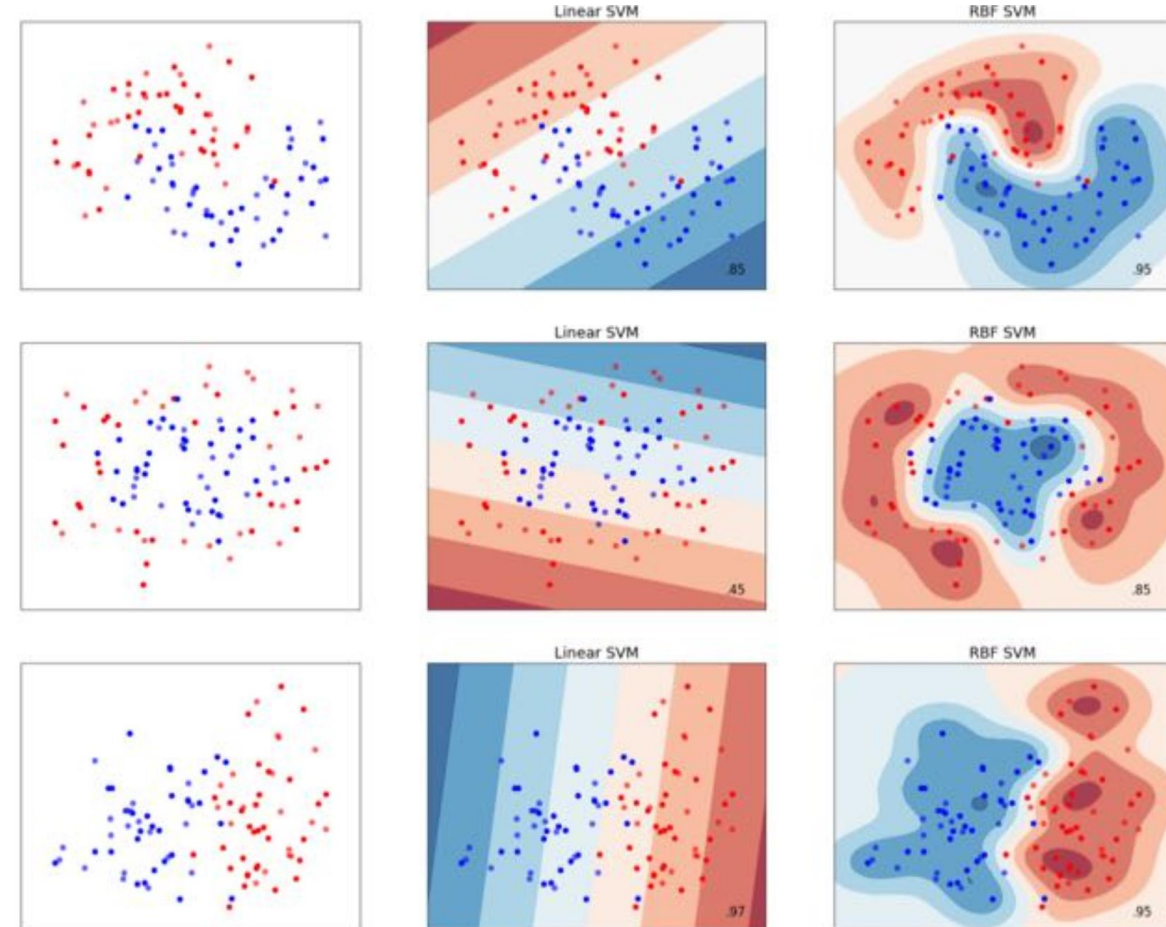 Linear SVM
RBF SVM
.85
.95
Linear SVM
RBF SVM
.45
.85
Linear SVM
RBF SVM
.97
.95